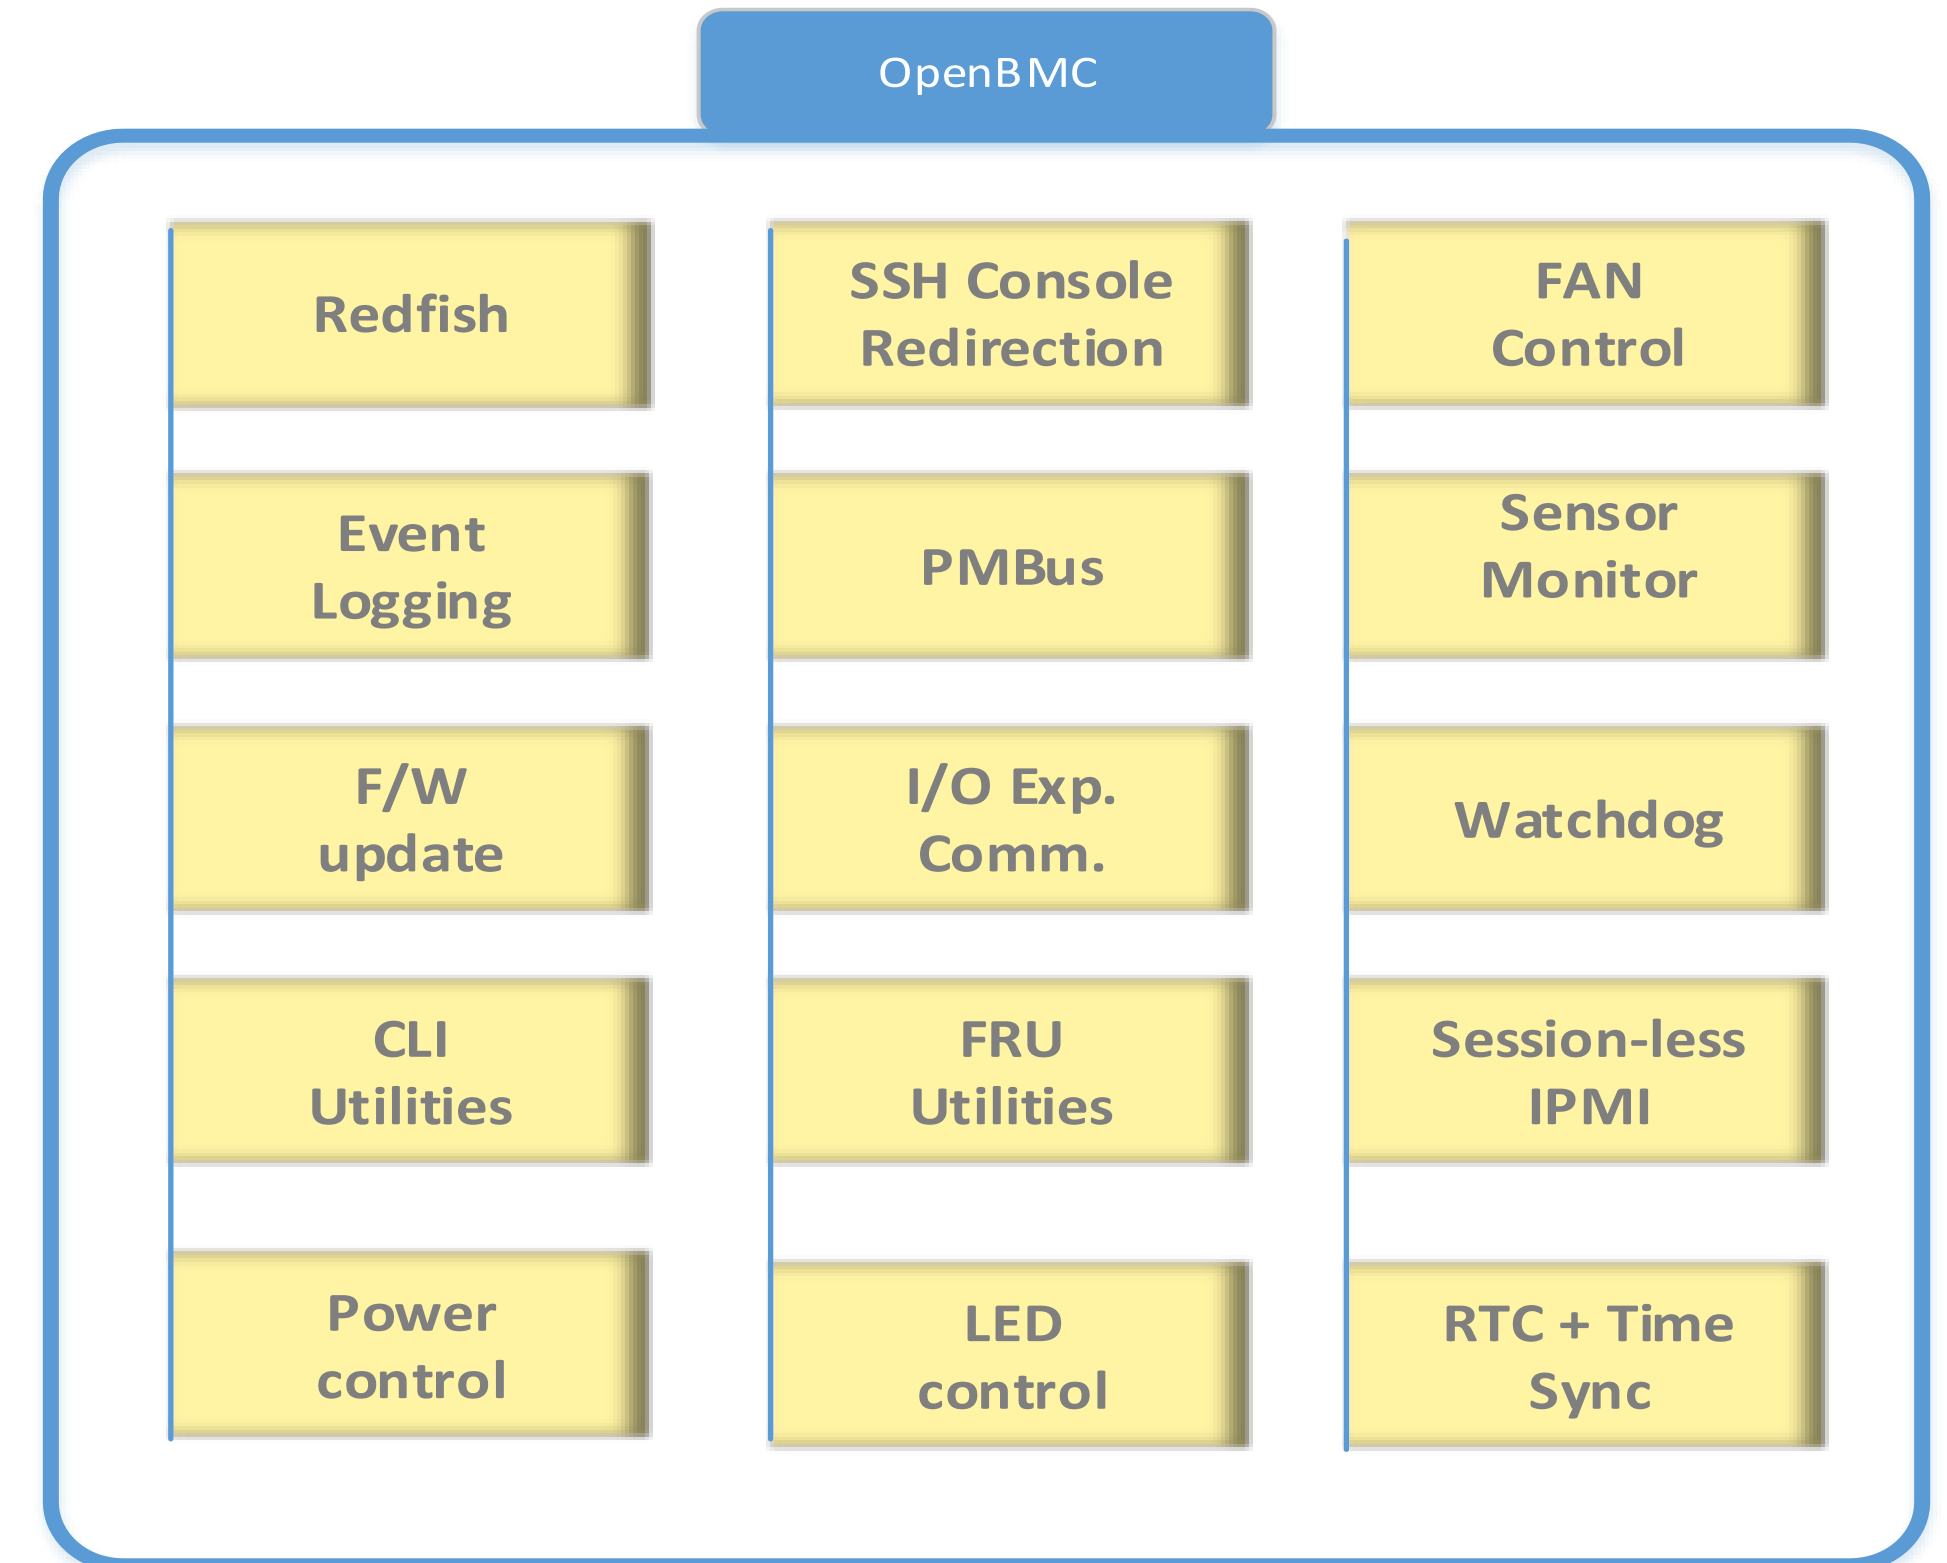 OpenBMC
Redfish
SSH Console
Redirection
FAN
Control
Event
Logging
PMBus
Sensor
Monitor
F/W
update
I/O Exp.
Comm.
Watchdog
CLI
Utilities
FRU
Utilities
Session-less
IPMI
Power
control
LED
control
RTC + Time
Sync